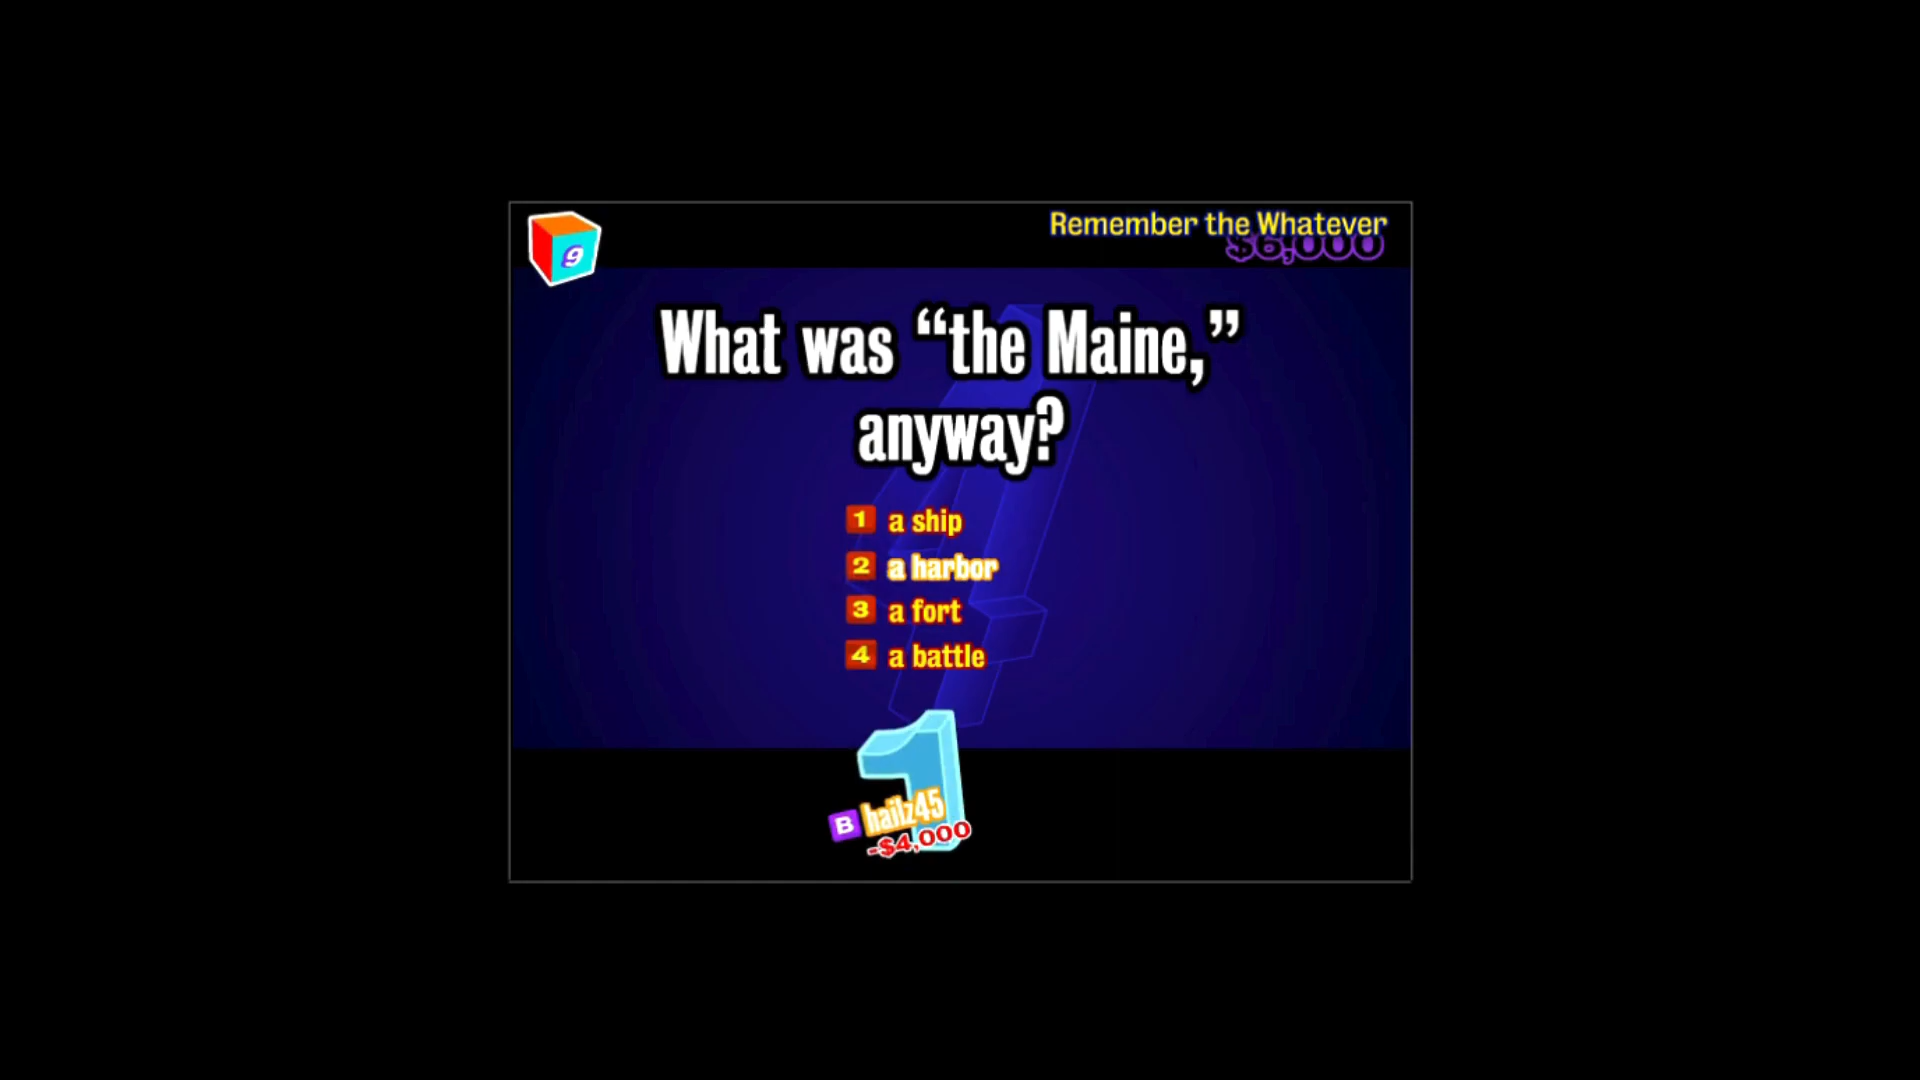 9
Remember the Whatever
$6,000
What was “the Maine,”
anyway?
1 a ship
2 a harbor
3 a fort
4 a battle
1
B hailz45
-$4,000